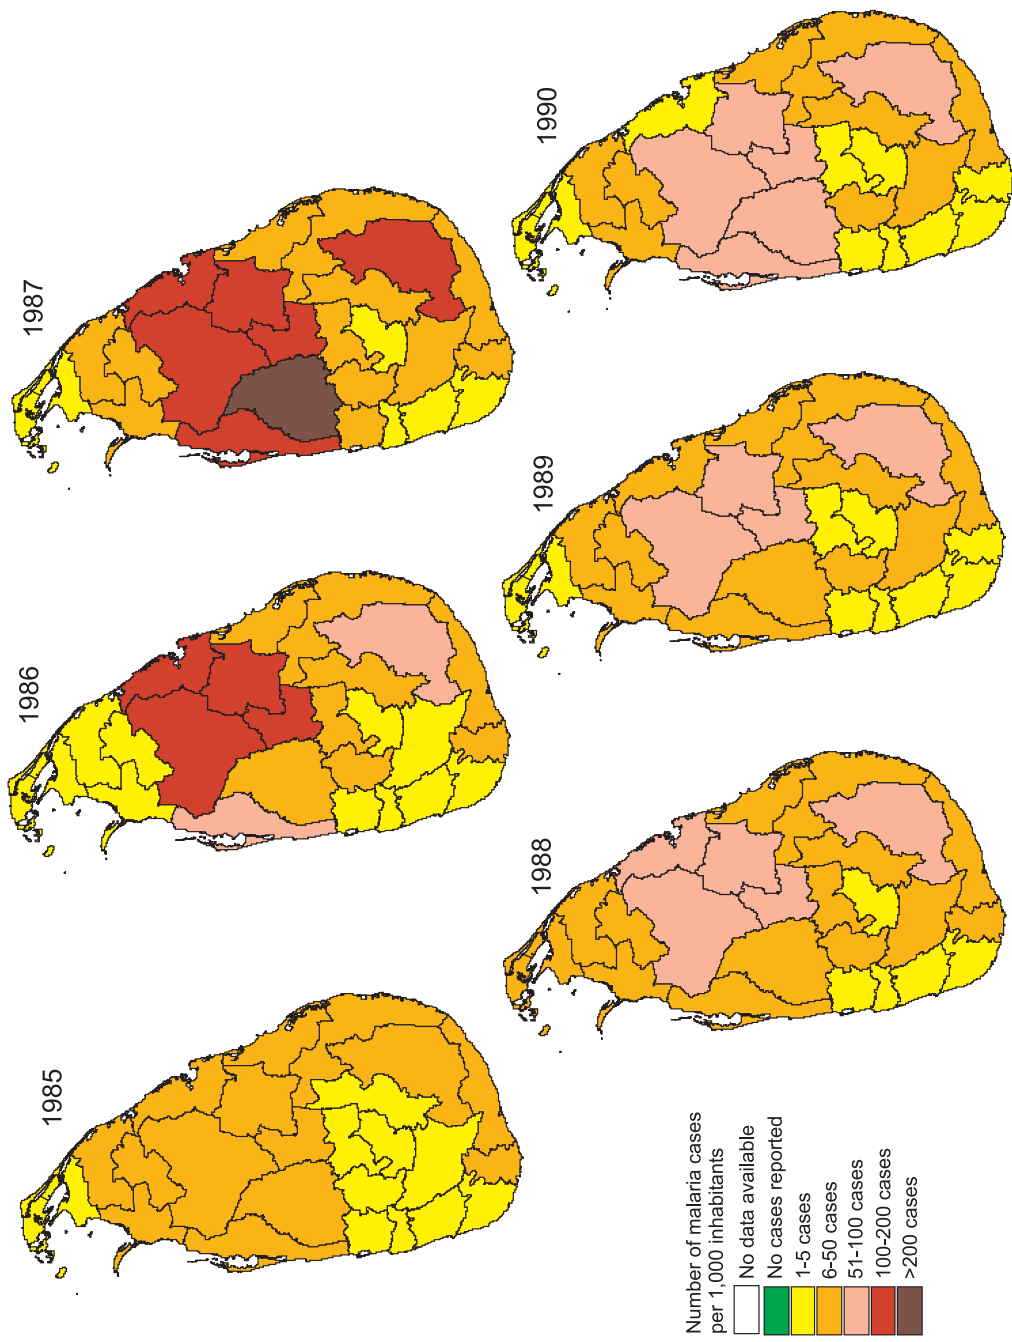 1985
1986
1987
1988
1989
1990
Number of malaria cases
per 1,000 inhabitants
No data available
No cases reported
1-5 cases
6-50 cases
51-100 cases
100-200 cases
>200 cases